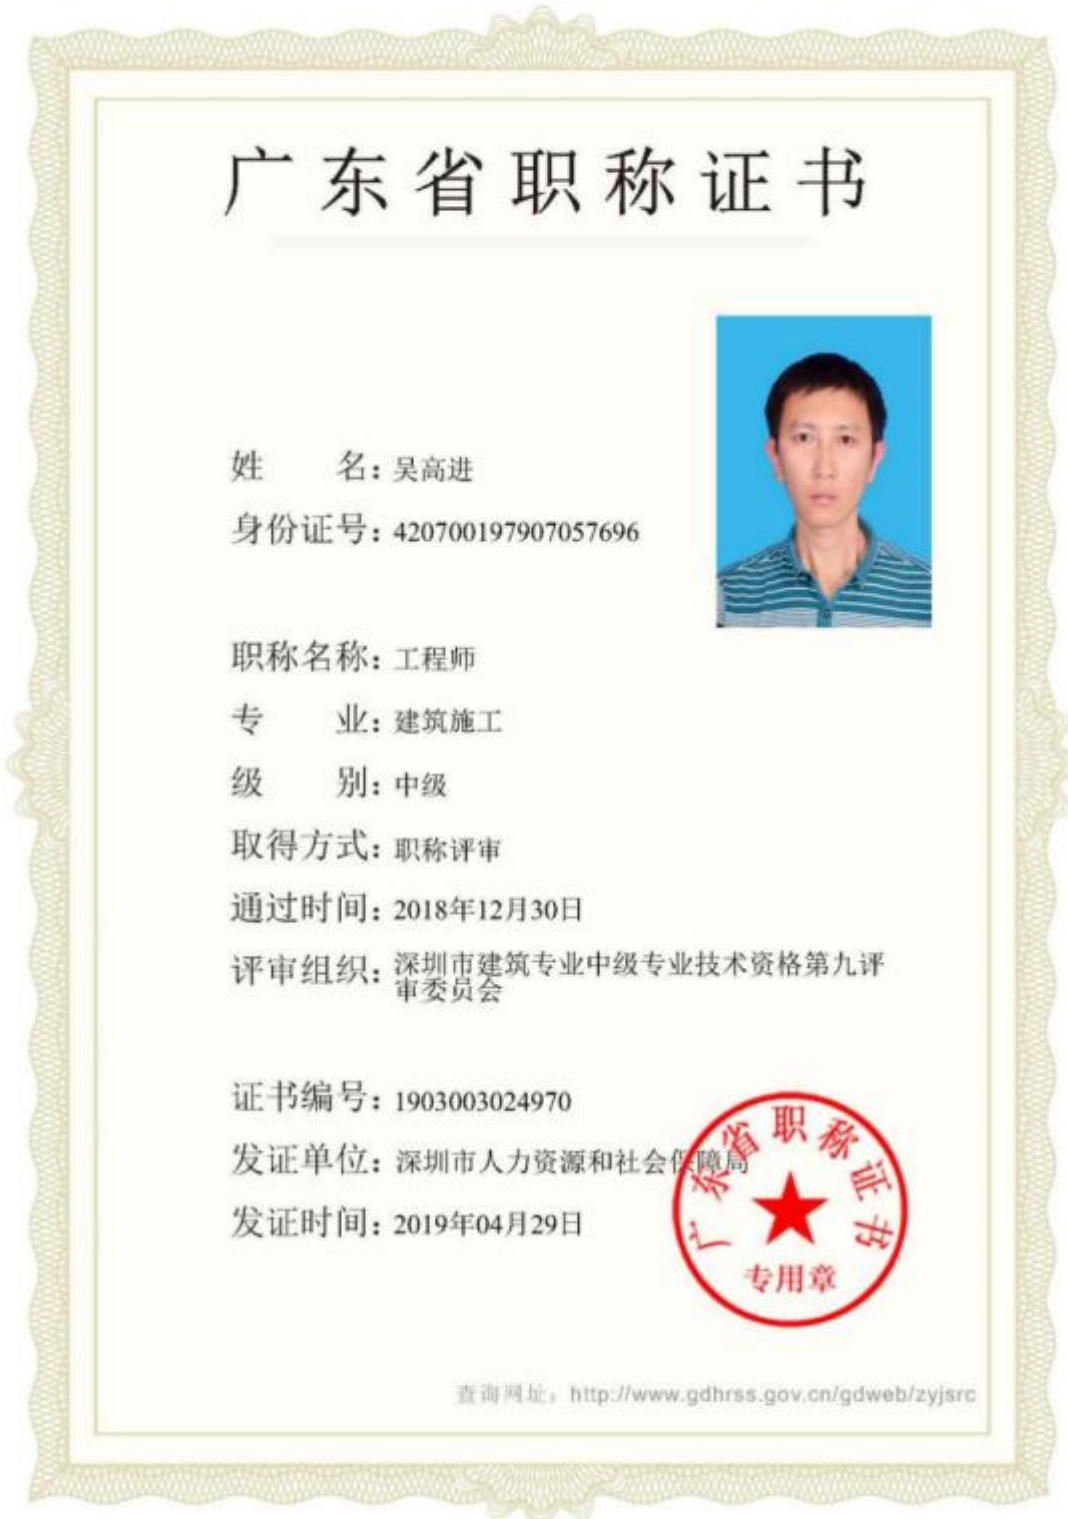 广东省职称证书
姓 名：吴高进
身份证号：420700197907057696
职称名称：工程师
专 业：建筑施工
级 别：中级
取得方式：职称评审
通过时间：2018年12月30日
评审组织：深圳市建筑专业中级专业技术资格第九评
审委员会
证书编号：1903003024970
发证单位：深圳市人力资源和社会保障局
发证时间：2019年04月29日
广东省职称证书
专用章
查询网址：http://www.gdhrss.gov.cn/gdweb/zyjsrc